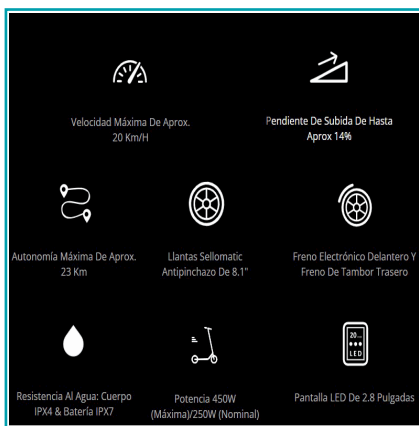 Velocidad Máxima De Aprox.
20 Km/H
Pendiente De Subida De Hasta
Aprox 14%
Autonomía Máxima De Aprox.
23 Km
Llantas Sellomatic
Antipinchazo De 8.1"
Freno Electrónico Delantero Y
Freno De Tambor Trasero
20
LED
Resistencia Al Agua: Cuerpo
IPX4 & Batería IPX7
Potencia 450W
(Máxima)/250W (Nominal)
Pantalla LED De 2.8 Pulgadas